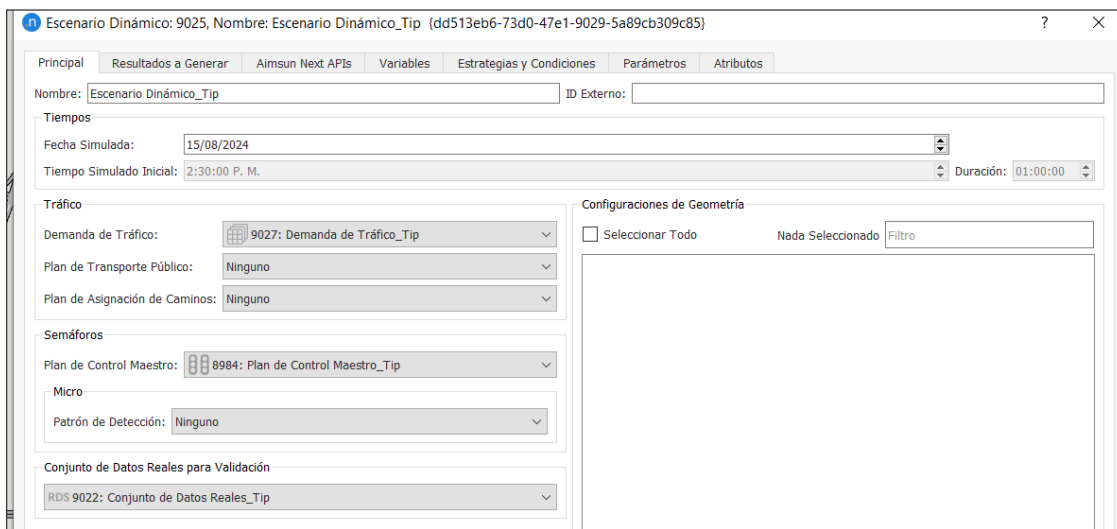 .n Escenario Dinámico: 9025, Nombre: Escenario Dinámico_Tip {dd513eb6-73d0-47e1-9029-5a89cb309c85} ? X
Principal Resultados a Generar Aimsun Next APIs Variables Estrategias y Condiciones Parámetros Atributos
Nombre: Escenario Dinámico_Tip ID Externo:
Tiempos
Fecha Simulada: 15/08/2024
Tiempo Simulado Inicial: 2:30:00 P. M. Duración: 01:00:00
Tráfico
Demanda de Tráfico: 9027: Demanda de Tráfico_Tip
Plan de Transporte Público: Ninguno
Plan de Asignación de Caminos: Ninguno
Semáforos
Plan de Control Maestro: 8984: Plan de Control Maestro_Tip
Micro
Patrón de Detección: Ninguno
Conjunto de Datos Reales para Validación
RDS 9022: Conjunto de Datos Reales_Tip
Configuraciones de Geometría
Seleccionar Todo Nada Seleccionado Filtro